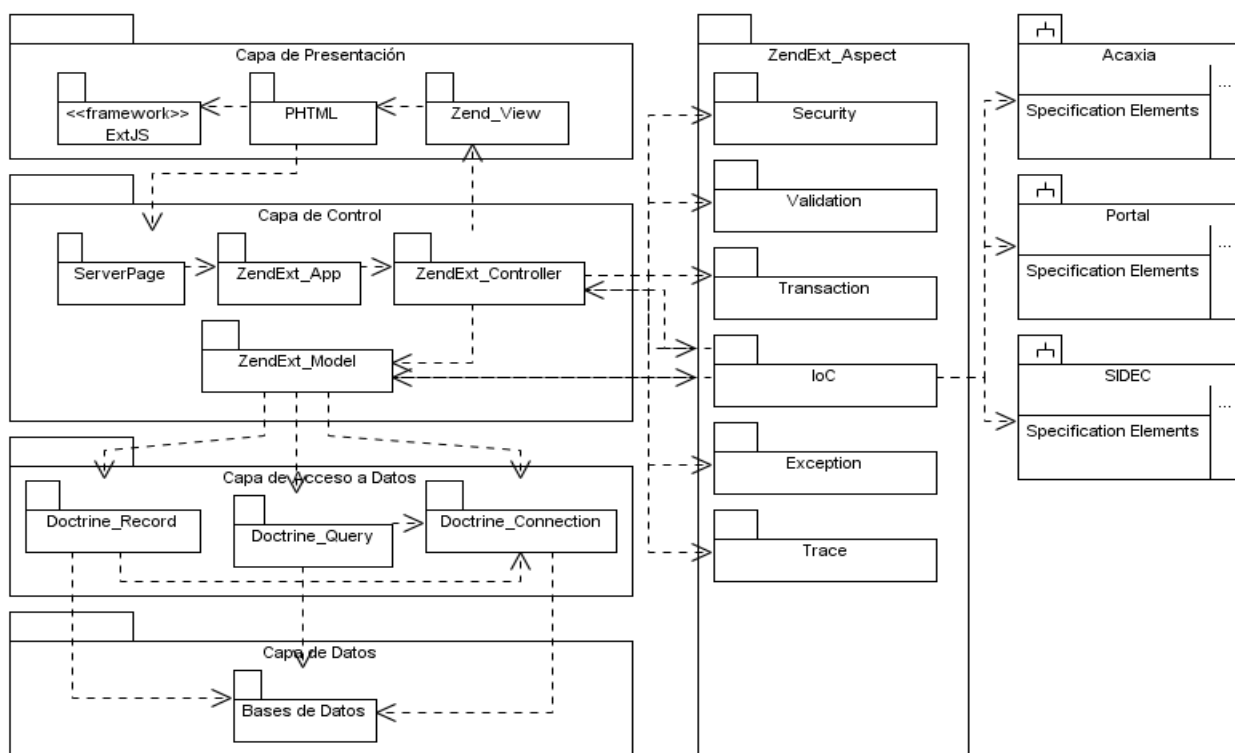 Capa de Presentación
<<framework>>
ExtJS
PHTML
Zend_View
Capa de Control
ServerPage
ZendExt_App
ZendExt_Controller
ZendExt_Model
Capa de Acceso a Datos
Doctrine_Record
Doctrine_Query
Doctrine_Connection
Capa de Datos
Bases de Datos
ZendExt_Aspect
Security
Validation
Transaction
IoC
Exception
Trace
Acaxia
...
Specification Elements
Portal
...
Specification Elements
SIDEC
...
Specification Elements